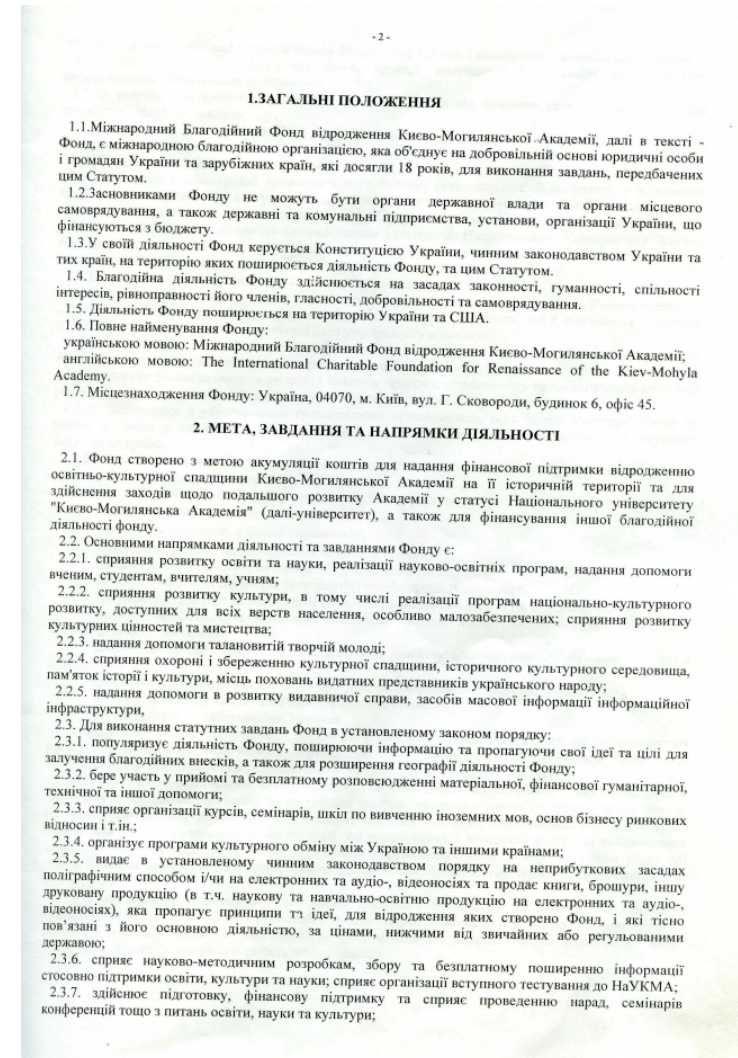 - 2 -
1.ЗАГАЛЬНІ ПОЛОЖЕННЯ
1.1.Міжнародний Благодійний Фонд відродження Києво-Могилянської Академії, далі в тексті -
Фонд, є міжнародною благодійною організацією, яка об'єднує на добровільній основі юридичні особи
і громадян України та зарубіжних країн, які досягли 18 років, для виконання завдань, передбачених
цим Статутом.
1.2.Засновниками Фонду не можуть бути органи державної влади та органи місцевого
самоврядування, а також державні та комунальні підприємства, установи, організації України, що
фінансуються з бюджету.
1.3.У своїй діяльності Фонд керується Конституцією України, чинним законодавством України та
тих країн, на територію яких поширюється діяльність Фонду, та цим Статутом.
1.4. Благодійна діяльність Фонду здійснюється на засадах законності, гуманності, спільності
інтересів, рівноправності його членів, гласності, добровільності та самоврядування.
1.5. Діяльність Фонду поширюється на територію України та США.
1.6. Повне найменування Фонду:
українською мовою: Міжнародний Благодійний Фонд відродження Києво-Могилянської Академії;
англійською мовою: The International Charitable Foundation for Renaissance of the Kiev-Mohyla
Academy.
1.7. Місцезнаходження Фонду: Україна, 04070, м. Київ, вул. Г. Сковороди, будинок 6, офіс 45.
2. МЕТА, ЗАВДАННЯ ТА НАПРЯМКИ ДІЯЛЬНОСТІ
2.1. Фонд створено з метою акумуляції коштів для надання фінансової підтримки відродженню
освітньо-культурної спадщини Києво-Могилянської Академії на її історичній території та для
здійснення заходів щодо подальшого розвитку Академії у статусі Національного університету
"Києво-Могилянська Академія" (далі-університет), а також для фінансування іншої благодійної
діяльності фонду.
2.2. Основними напрямками діяльності та завданнями Фонду є:
2.2.1. сприяння розвитку освіти та науки, реалізації науково-освітніх програм, надання допомоги
вченим, студентам, вчителям, учням;
2.2.2. сприяння розвитку культури, в тому числі реалізації програм національно-культурного
розвитку, доступних для всіх верств населення, особливо малозабезпечених; сприяння розвитку
культурних цінностей та мистецтва;
2.2.3. надання допомоги талановитій творчій молоді;
2.2.4. сприяння охороні і збереженню культурної спадщини, історичного культурного середовища,
пам'яток історії і культури, місць поховань видатних представників українського народу;
2.2.5. надання допомоги в розвитку видавничої справи, засобів масової інформації інформаційної
інфраструктури,
2.3. Для виконання статутних завдань Фонд в установленому законом порядку:
2.3.1. популяризує діяльність Фонду, поширюючи інформацію та пропагуючи свої ідеї та цілі для
залучення благодійних внесків, а також для розширення географії діяльності Фонду;
2.3.2. бере участь у прийомі та безплатному розповсюдженні матеріальної, фінансової гуманітарної,
технічної та іншої допомоги;
2.3.3. сприяє організації курсів, семінарів, шкіл по вивченню іноземних мов, основ бізнесу ринкових
відносин і т.ін.;
2.3.4. організує програми культурного обміну між Україною та іншими країнами;
2.3.5. видає в установленому чинним законодавством порядку на неприбуткових засадах
поліграфічним способом і/чи на електронних та аудіо-, відеоносіях та продає книги, брошури, іншу
друковану продукцію (в т.ч. наукову та навчально-освітню продукцію на електронних та аудіо-,
відеоносіях), яка пропагує принципи та ідеї, для відродження яких створено Фонд, і які тісно
пов'язані з його основною діяльністю, за цінами, нижчими від звичайних або регульованими
державою;
2.3.6. сприяє науково-методичним розробкам, збору та безплатному поширенню інформації
стосовно підтримки освіти, культури та науки; сприяє організації вступного тестування до НаУКМА;
2.3.7. здійснює підготовку, фінансову підтримку та сприяє проведенню нарад, семінарів
конференцій тощо з питань освіти, науки та культури;